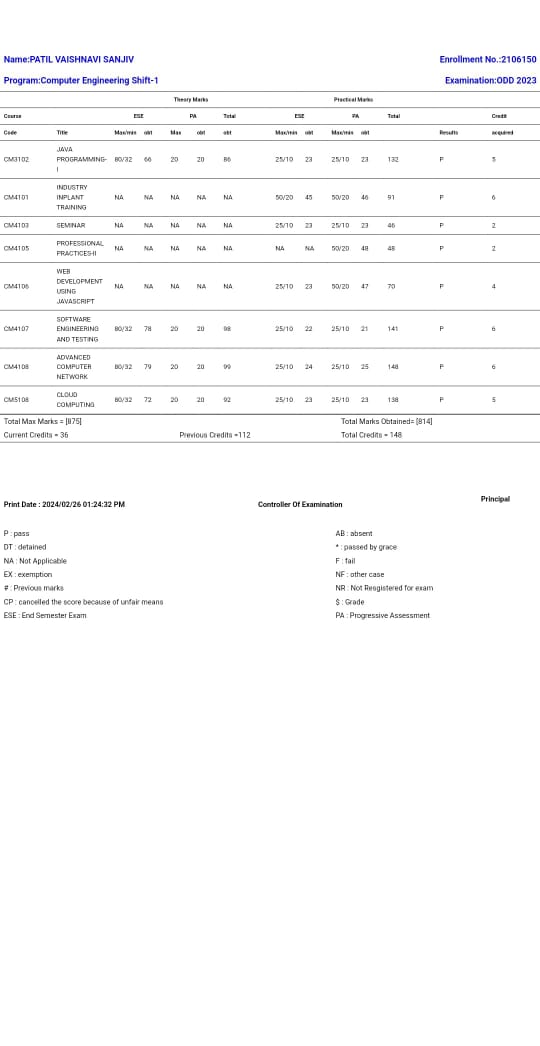 Name:PATIL VAISHNAVI SANJIV Enrollment No.:2106150
Program:Computer Engineering Shift-1 Examination:ODD 2023
Theory Marks Practical Marks
Course ESE PA Total ESE PA Total Credit
Code Title Max/min obt Max obt obt Max/min obt Max/min obt Results acquired
CM3102 JAVA PROGRAMMING-I 80/32 66 20 20 86 25/10 23 25/10 23 132 P 5
CM4101 INDUSTRY INPLANT TRAINING NA NA NA NA NA 50/20 45 50/20 46 91 P 6
CM4103 SEMINAR NA NA NA NA NA 25/10 23 25/10 23 46 P 2
CM4105 PROFESSIONAL PRACTICES-II NA NA NA NA NA NA NA 50/20 48 48 P 2
CM4106 WEB DEVELOPMENT USING JAVASCRIPT NA NA NA NA NA 25/10 23 50/20 47 70 P 4
CM4107 SOFTWARE ENGINEERING AND TESTING 80/32 78 20 20 98 25/10 22 25/10 21 141 P 6
CM4108 ADVANCED COMPUTER NETWORK 80/32 79 20 20 99 25/10 24 25/10 25 148 P 6
CM5108 CLOUD COMPUTING 80/32 72 20 20 92 25/10 23 25/10 23 138 P 5
Total Max Marks = [875] Total Marks Obtained= [814]
Current Credits = 36 Previous Credits =112 Total Credits = 148
Principal
Print Date : 2024/02/26 01:24:32 PM Controller Of Examination
P : pass AB : absent
DT : detained * : passed by grace
NA : Not Applicable F : fail
EX : exemption NF : other case
# : Previous marks NR : Not Resgistered for exam
CP : cancelled the score because of unfair means $ : Grade
ESE : End Semester Exam PA : Progressive Assessment